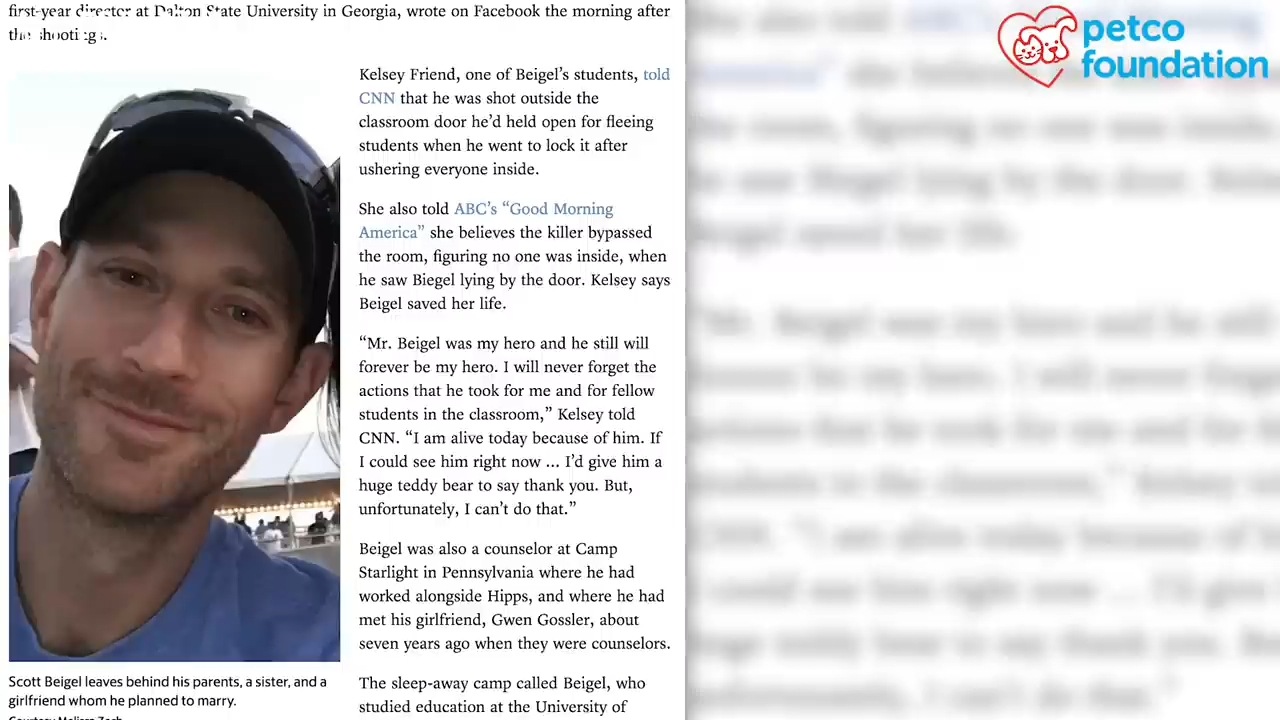 first-year director at Dalton State University in Georgia, wrote on Facebook the morning after
the shootings.
petco
foundation
Kelsey Friend, one of Beigel’s students, told
CNN that he was shot outside the
classroom door he’d held open for fleeing
students when he went to lock it after
ushering everyone inside.
She also told ABC’s “Good Morning
America” she believes the killer bypassed
the room, figuring no one was inside, when
he saw Biegel lying by the door. Kelsey says
Beigel saved her life.
“Mr. Beigel was my hero and he still will
forever be my hero. I will never forget the
actions that he took for me and for fellow
students in the classroom,” Kelsey told
CNN. “I am alive today because of him. If
I could see him right now ... I’d give him a
huge teddy bear to say thank you. But,
unfortunately, I can’t do that.”
Beigel was also a counselor at Camp
Starlight in Pennsylvania where he had
worked alongside Hipps, and where he had
met his girlfriend, Gwen Gossler, about
seven years ago when they were counselors.
The sleep-away camp called Beigel, who
studied education at the University of
Scott Beigel leaves behind his parents, a sister, and a
girlfriend whom he planned to marry.